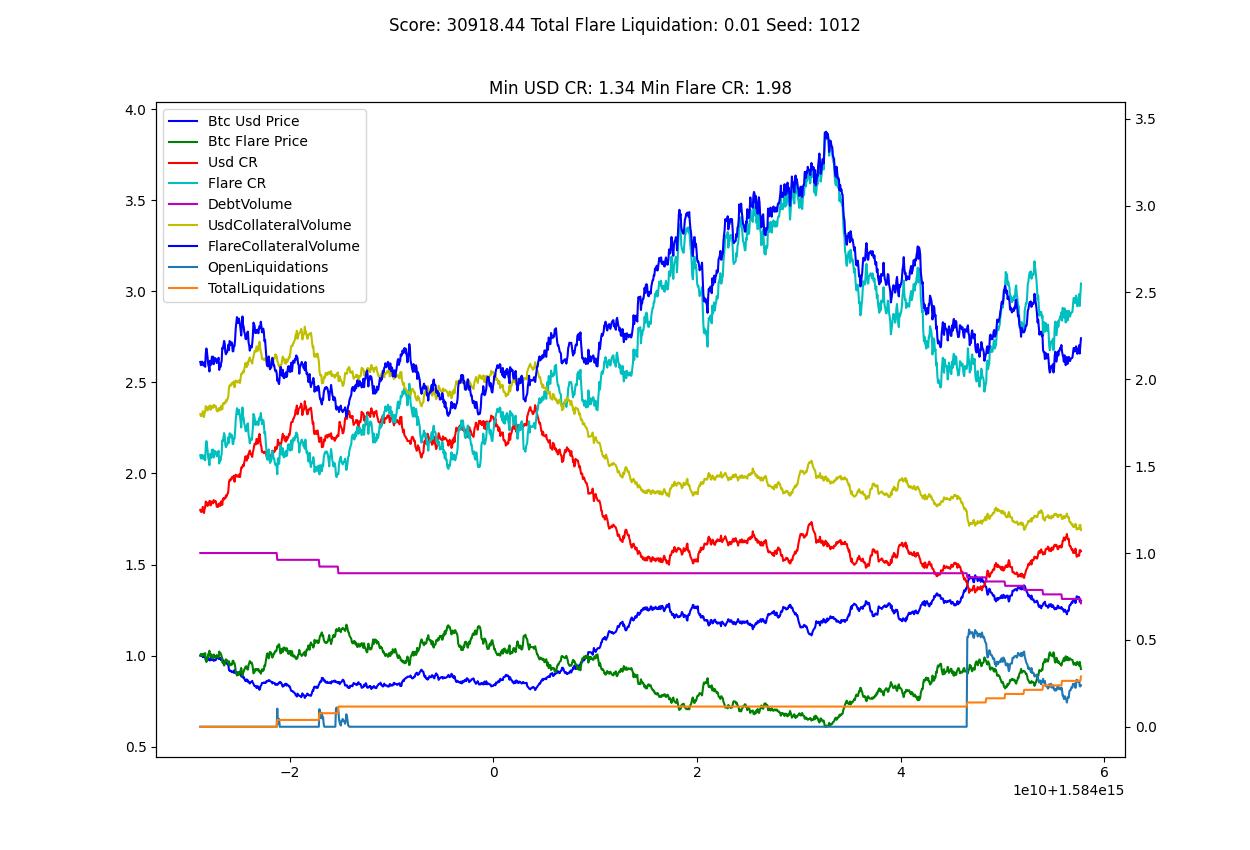 Score: 30918.44 Total Flare Liquidation: 0.01 Seed: 1012
Min USD CR: 1.34 Min Flare CR: 1.98
Btc Usd Price
Btc Flare Price
Usd CR
Flare CR
DebtVolume
UsdCollateralVolume
FlareCollateralVolume
OpenLiquidations
TotalLiquidations
4.0
3.5
3.0
2.5
2.0
1.5
1.0
0.5
3.5
3.0
2.5
2.0
1.5
1.0
0.5
0.0
−2 0 2 4 6
1e10+1.584e15